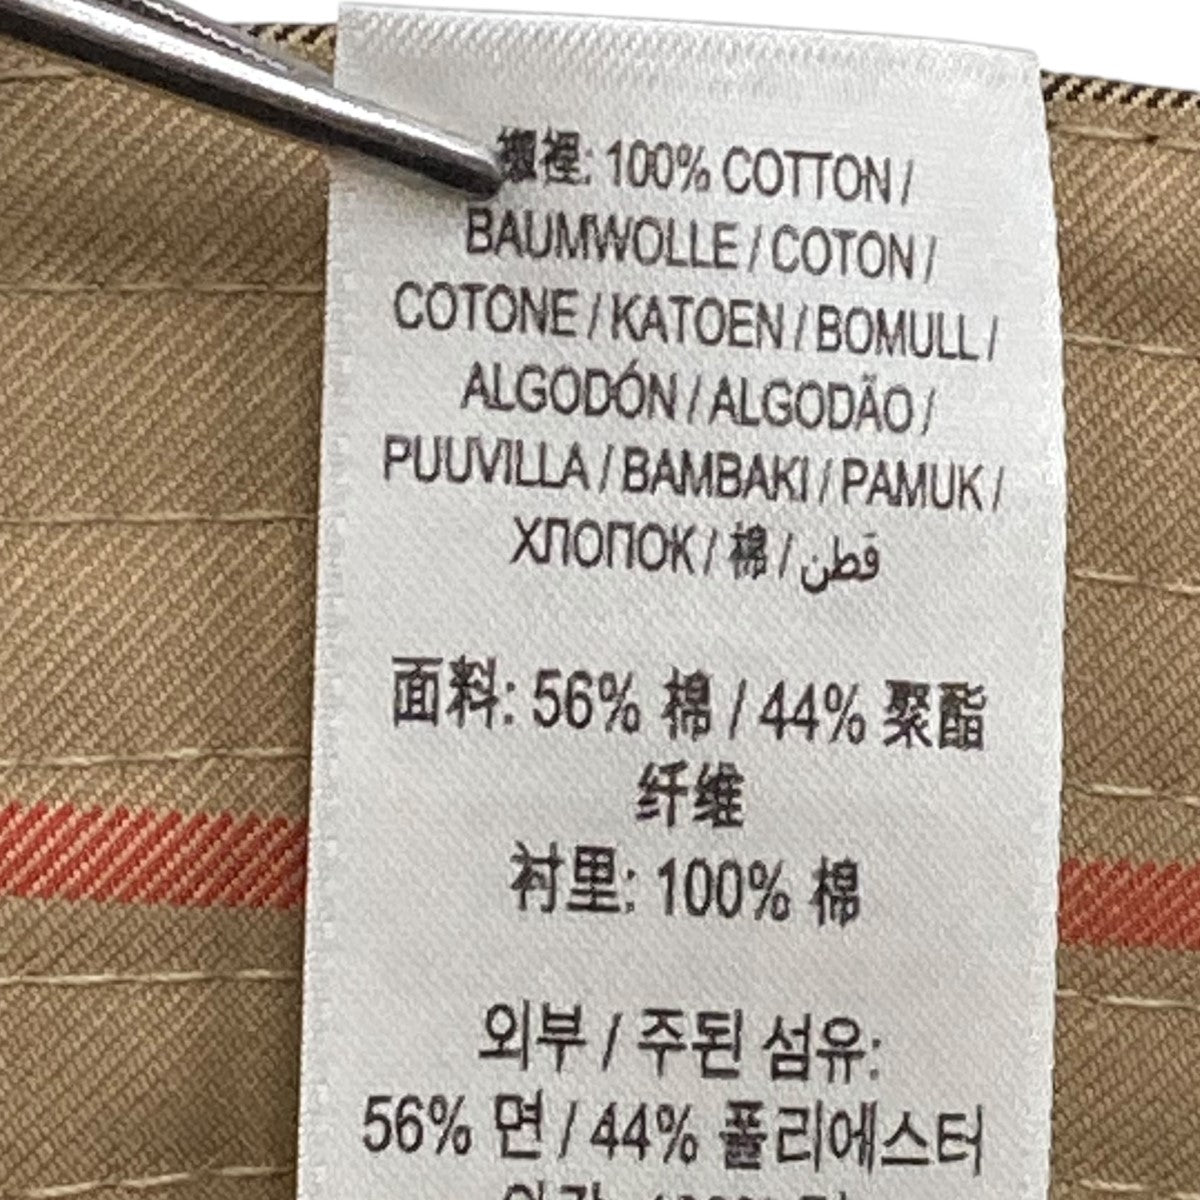 襯裡: 100% COTTON /
BAUMWOLLE / COTON /
COTONE / KATOEN / BOMULL /
ALGODÓN / ALGODÃO /
PUUVILLA / BAMBAKI / PAMUK /
ХЛОПОК / 棉 / قطن
面料: 56% 棉 / 44% 聚酯
纤维
衬里: 100% 棉
외부 / 주된 섬유:
56% 면 / 44% 폴리에스터